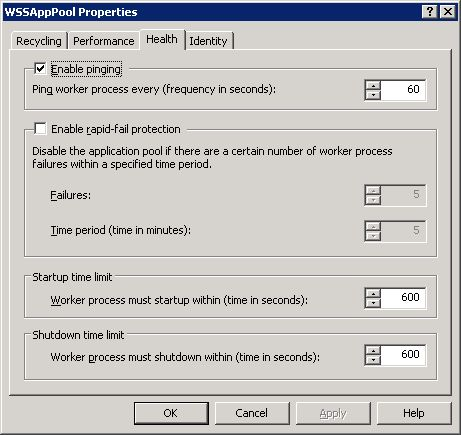 WSSAppPool Properties
Recycling Performance Health Identity
Enable pinging
Ping worker process every (frequency in seconds): 60
Enable rapid-fail protection
Disable the application pool if there are a certain number of worker process
failures within a specified time period.
Failures: 5
Time period (time in minutes): 5
Startup time limit
Worker process must startup within (time in seconds): 600
Shutdown time limit
Worker process must shutdown within (time in seconds): 600
OK Cancel Apply Help